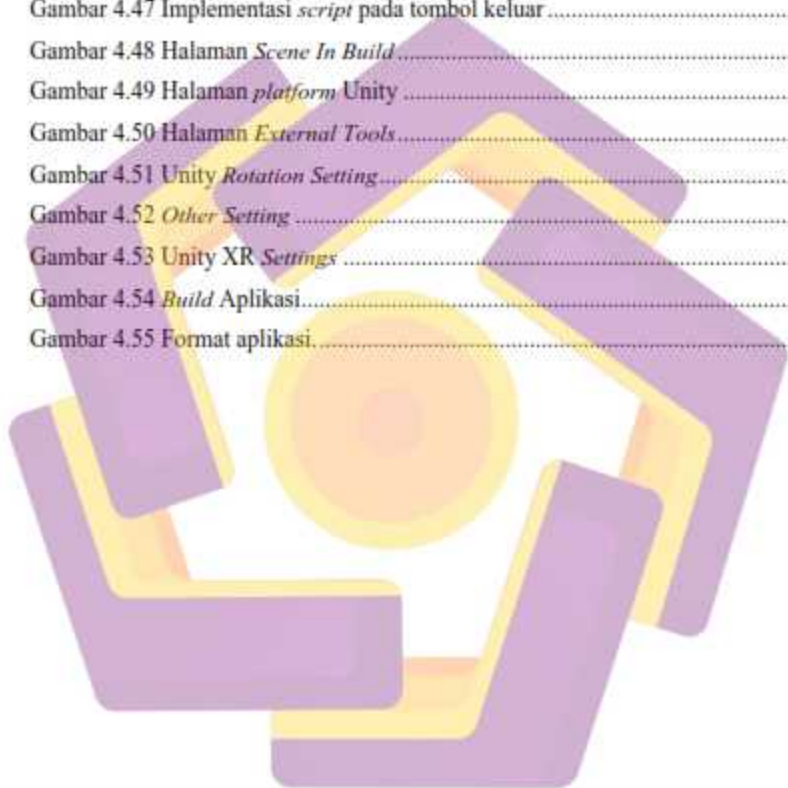 Gambar 4.47 Implementasi script pada tombol keluar
Gambar 4.48 Halaman Scene In Build
Gambar 4.49 Halaman platform Unity
Gambar 4.50 Halaman External Tools
Gambar 4.51 Unity Rotation Setting
Gambar 4.52 Other Setting
Gambar 4.53 Unity XR Settings
Gambar 4.54 Build Aplikasi
Gambar 4.55 Format aplikasi